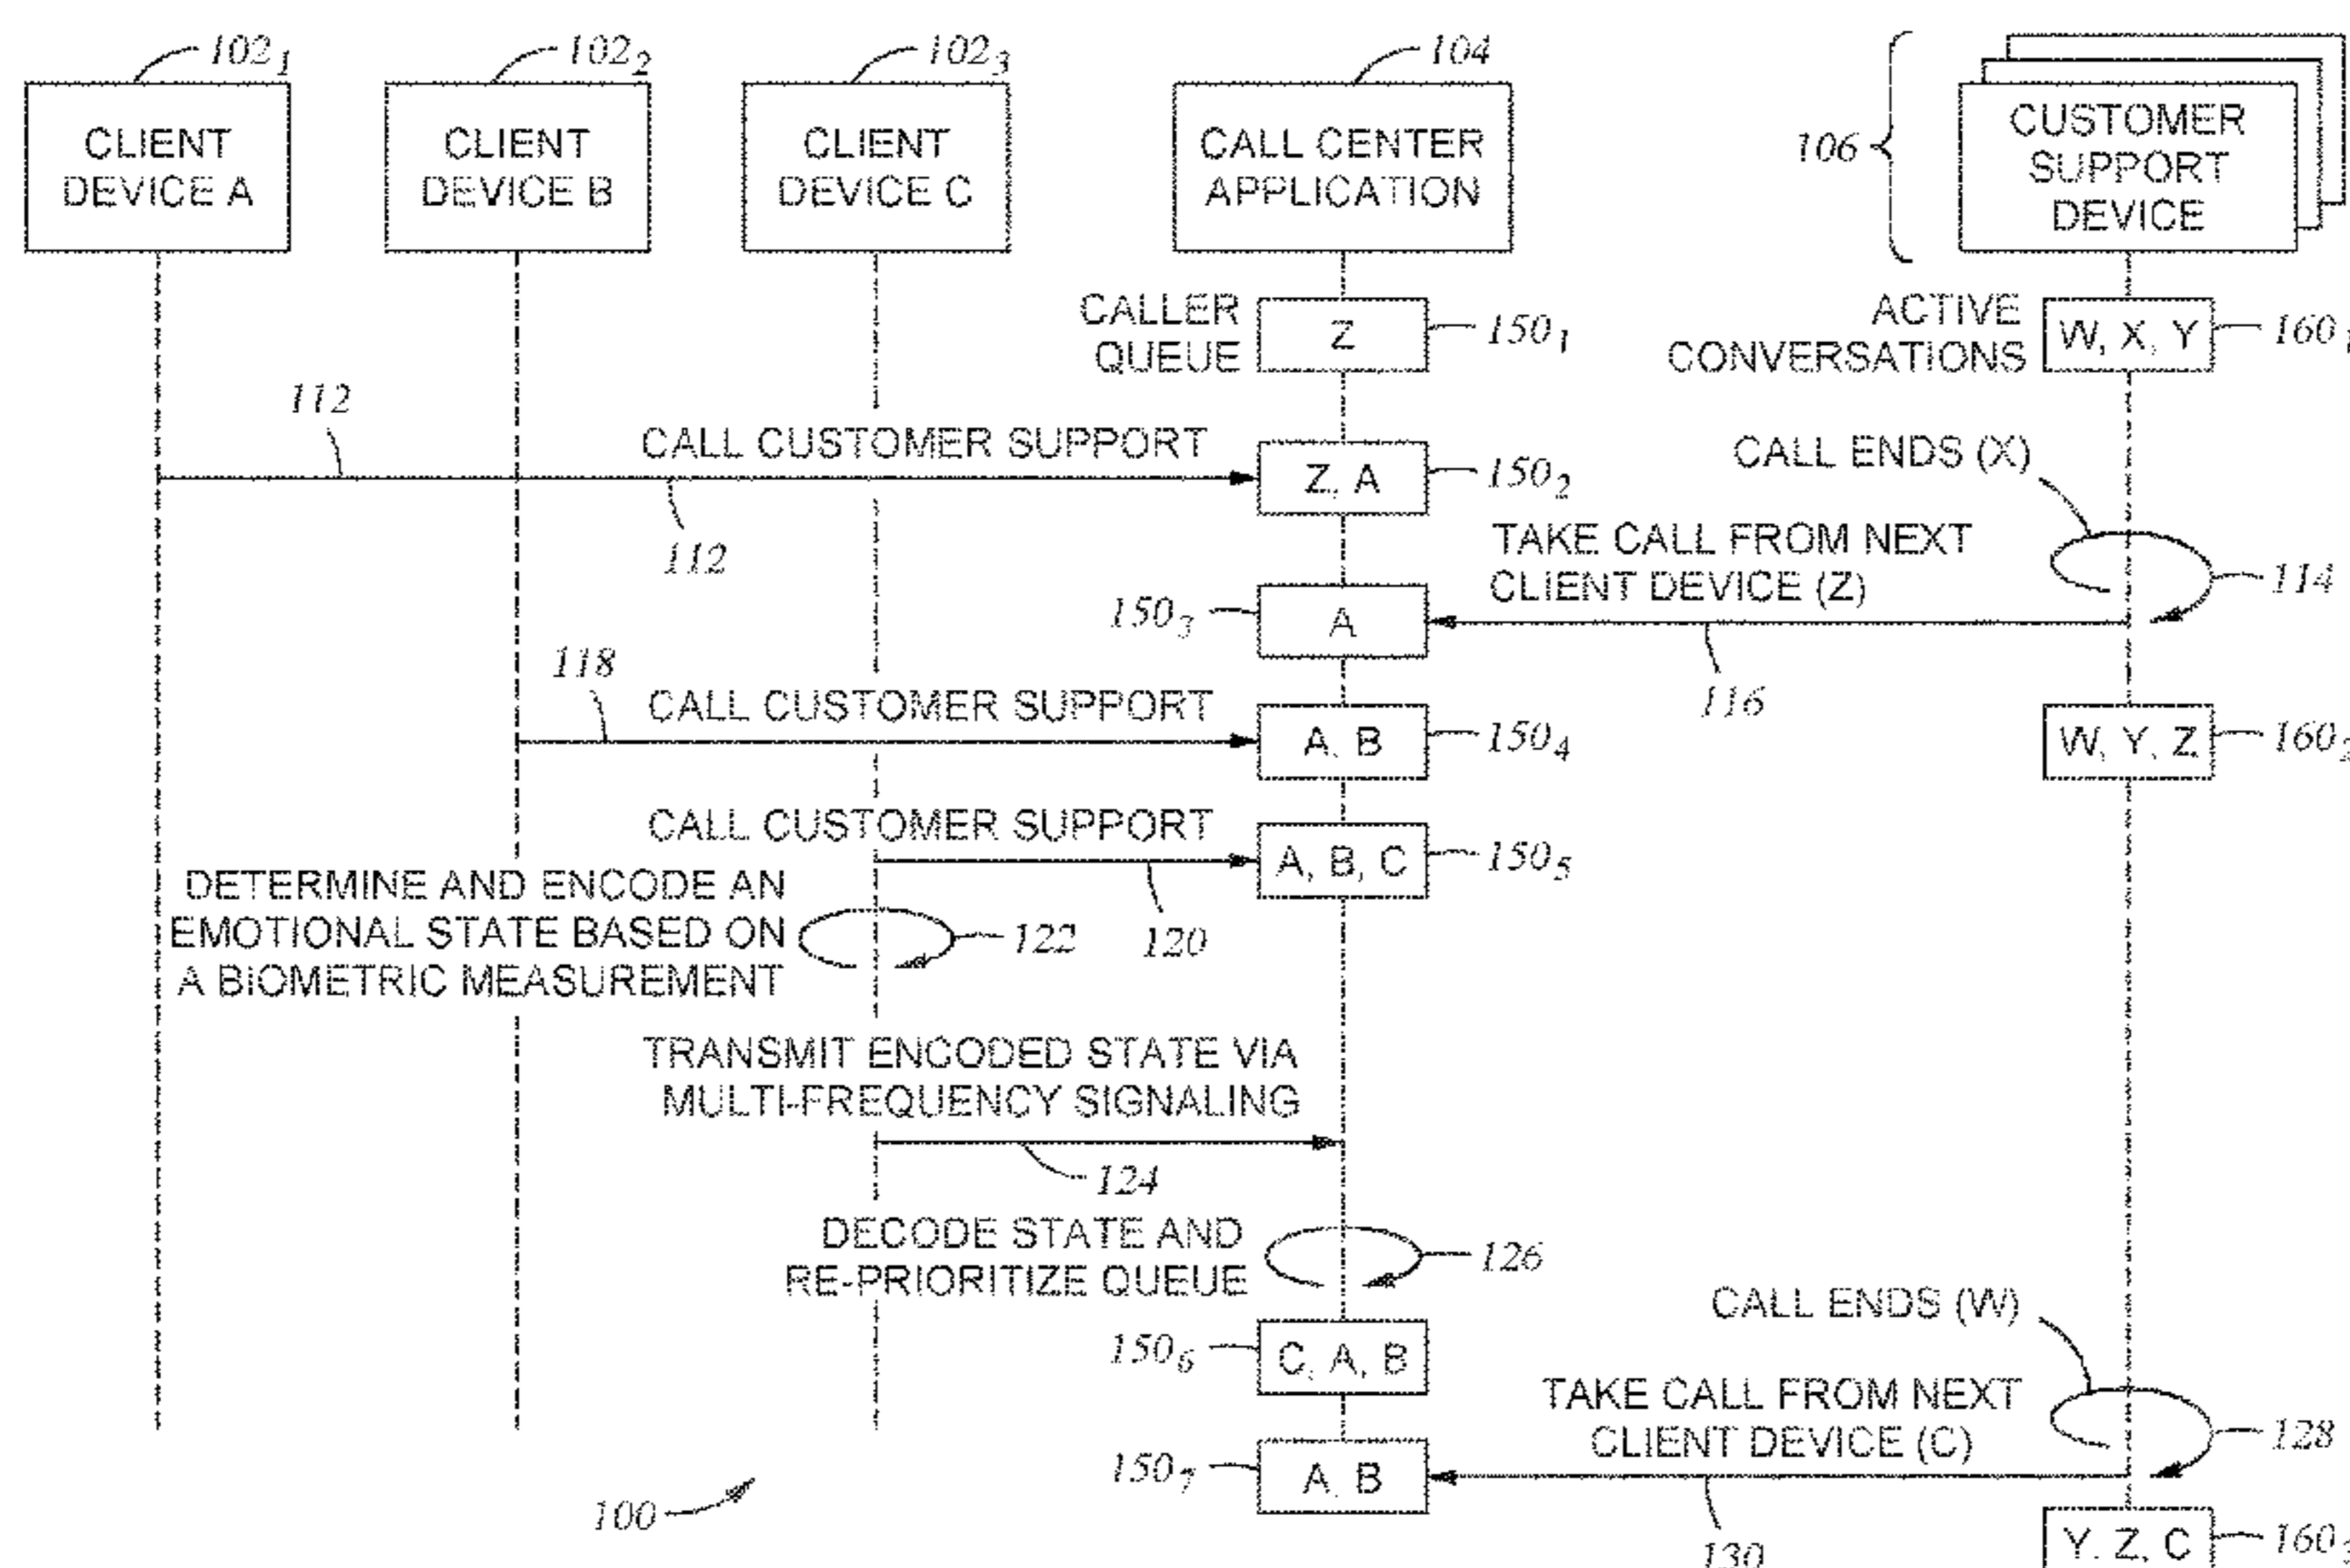 102₁
102₂
102₃
104
106
CLIENT
DEVICE A
CLIENT
DEVICE B
CLIENT
DEVICE C
CALL CENTER
APPLICATION
CUSTOMER
SUPPORT
DEVICE
CALLER
QUEUE
Z
150₁
ACTIVE
CONVERSATIONS
W, X, Y
160₁
112
CALL CUSTOMER SUPPORT
112
Z, A
150₂
CALL ENDS (X)
114
TAKE CALL FROM NEXT
CLIENT DEVICE (Z)
116
150₃
A
118
CALL CUSTOMER SUPPORT
A, B
150₄
W, Y, Z
160₂
CALL CUSTOMER SUPPORT
120
A, B, C
150₅
DETERMINE AND ENCODE AN
EMOTIONAL STATE BASED ON
A BIOMETRIC MEASUREMENT
122
TRANSMIT ENCODED STATE VIA
MULTI-FREQUENCY SIGNALING
124
DECODE STATE AND
RE-PRIORITIZE QUEUE
126
150₆
C, A, B
CALL ENDS (W)
128
TAKE CALL FROM NEXT
CLIENT DEVICE (C)
130
150₇
A, B
100
Y, Z, C